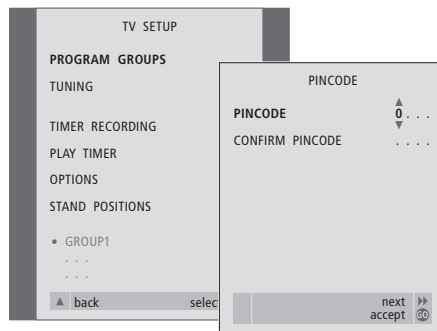 TV SETUP
PROGRAM GROUPS
TUNING
TIMER RECORDING
PLAY TIMER
OPTIONS
STAND POSITIONS
• GROUP1
. . .
. . .
back
PINCODE
PINCODE 0 . . .
CONFIRM PINCODE . . . .
next
accept GO